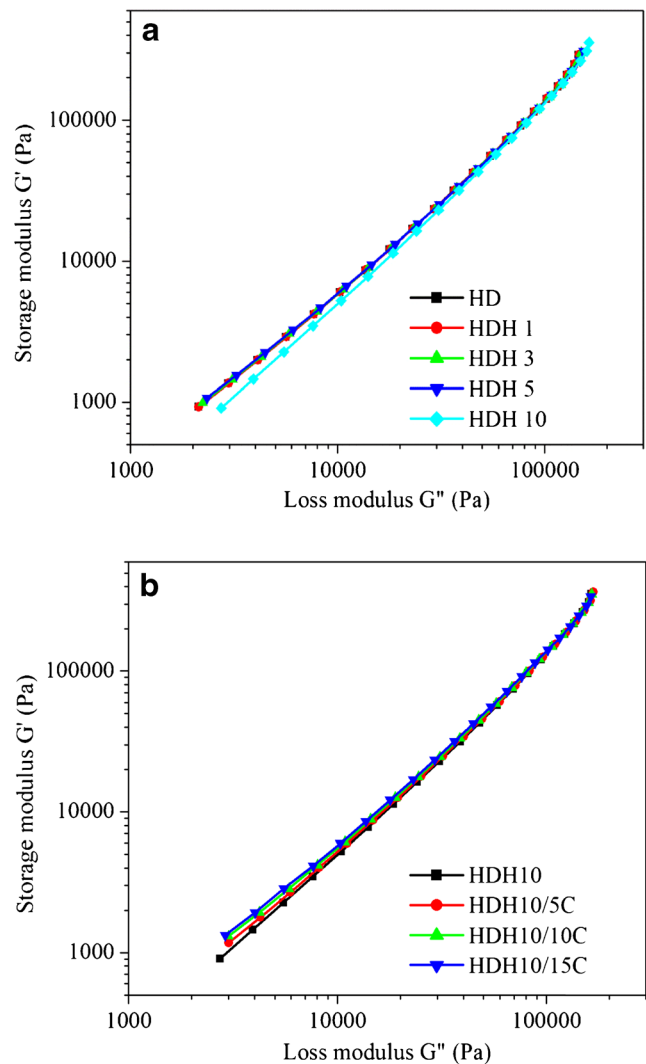 a
Storage modulus G' (Pa)
100000
10000
1000
HD
HDH 1
HDH 3
HDH 5
HDH 10
1000 10000 100000
Loss modulus G" (Pa)
b
Storage modulus G' (Pa)
100000
10000
1000
HDH10
HDH10/5C
HDH10/10C
HDH10/15C
1000 10000 100000
Loss modulus G" (Pa)